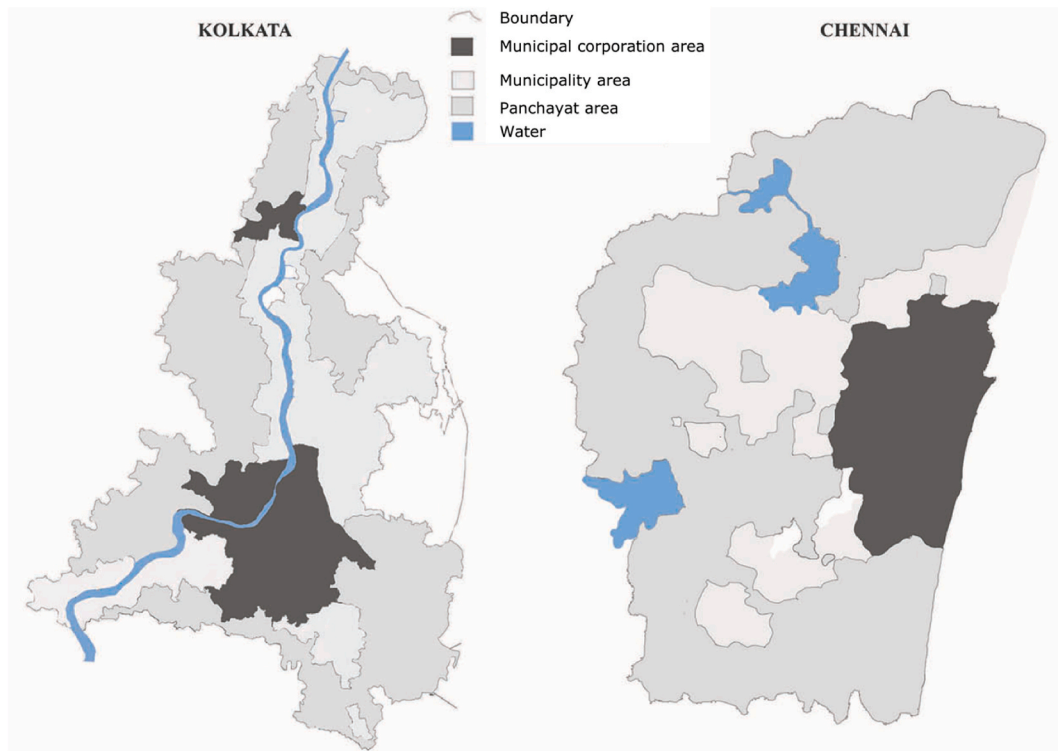 KOLKATA
Boundary
Municipal corporation area
Municipality area
Panchayat area
Water
CHENNAI